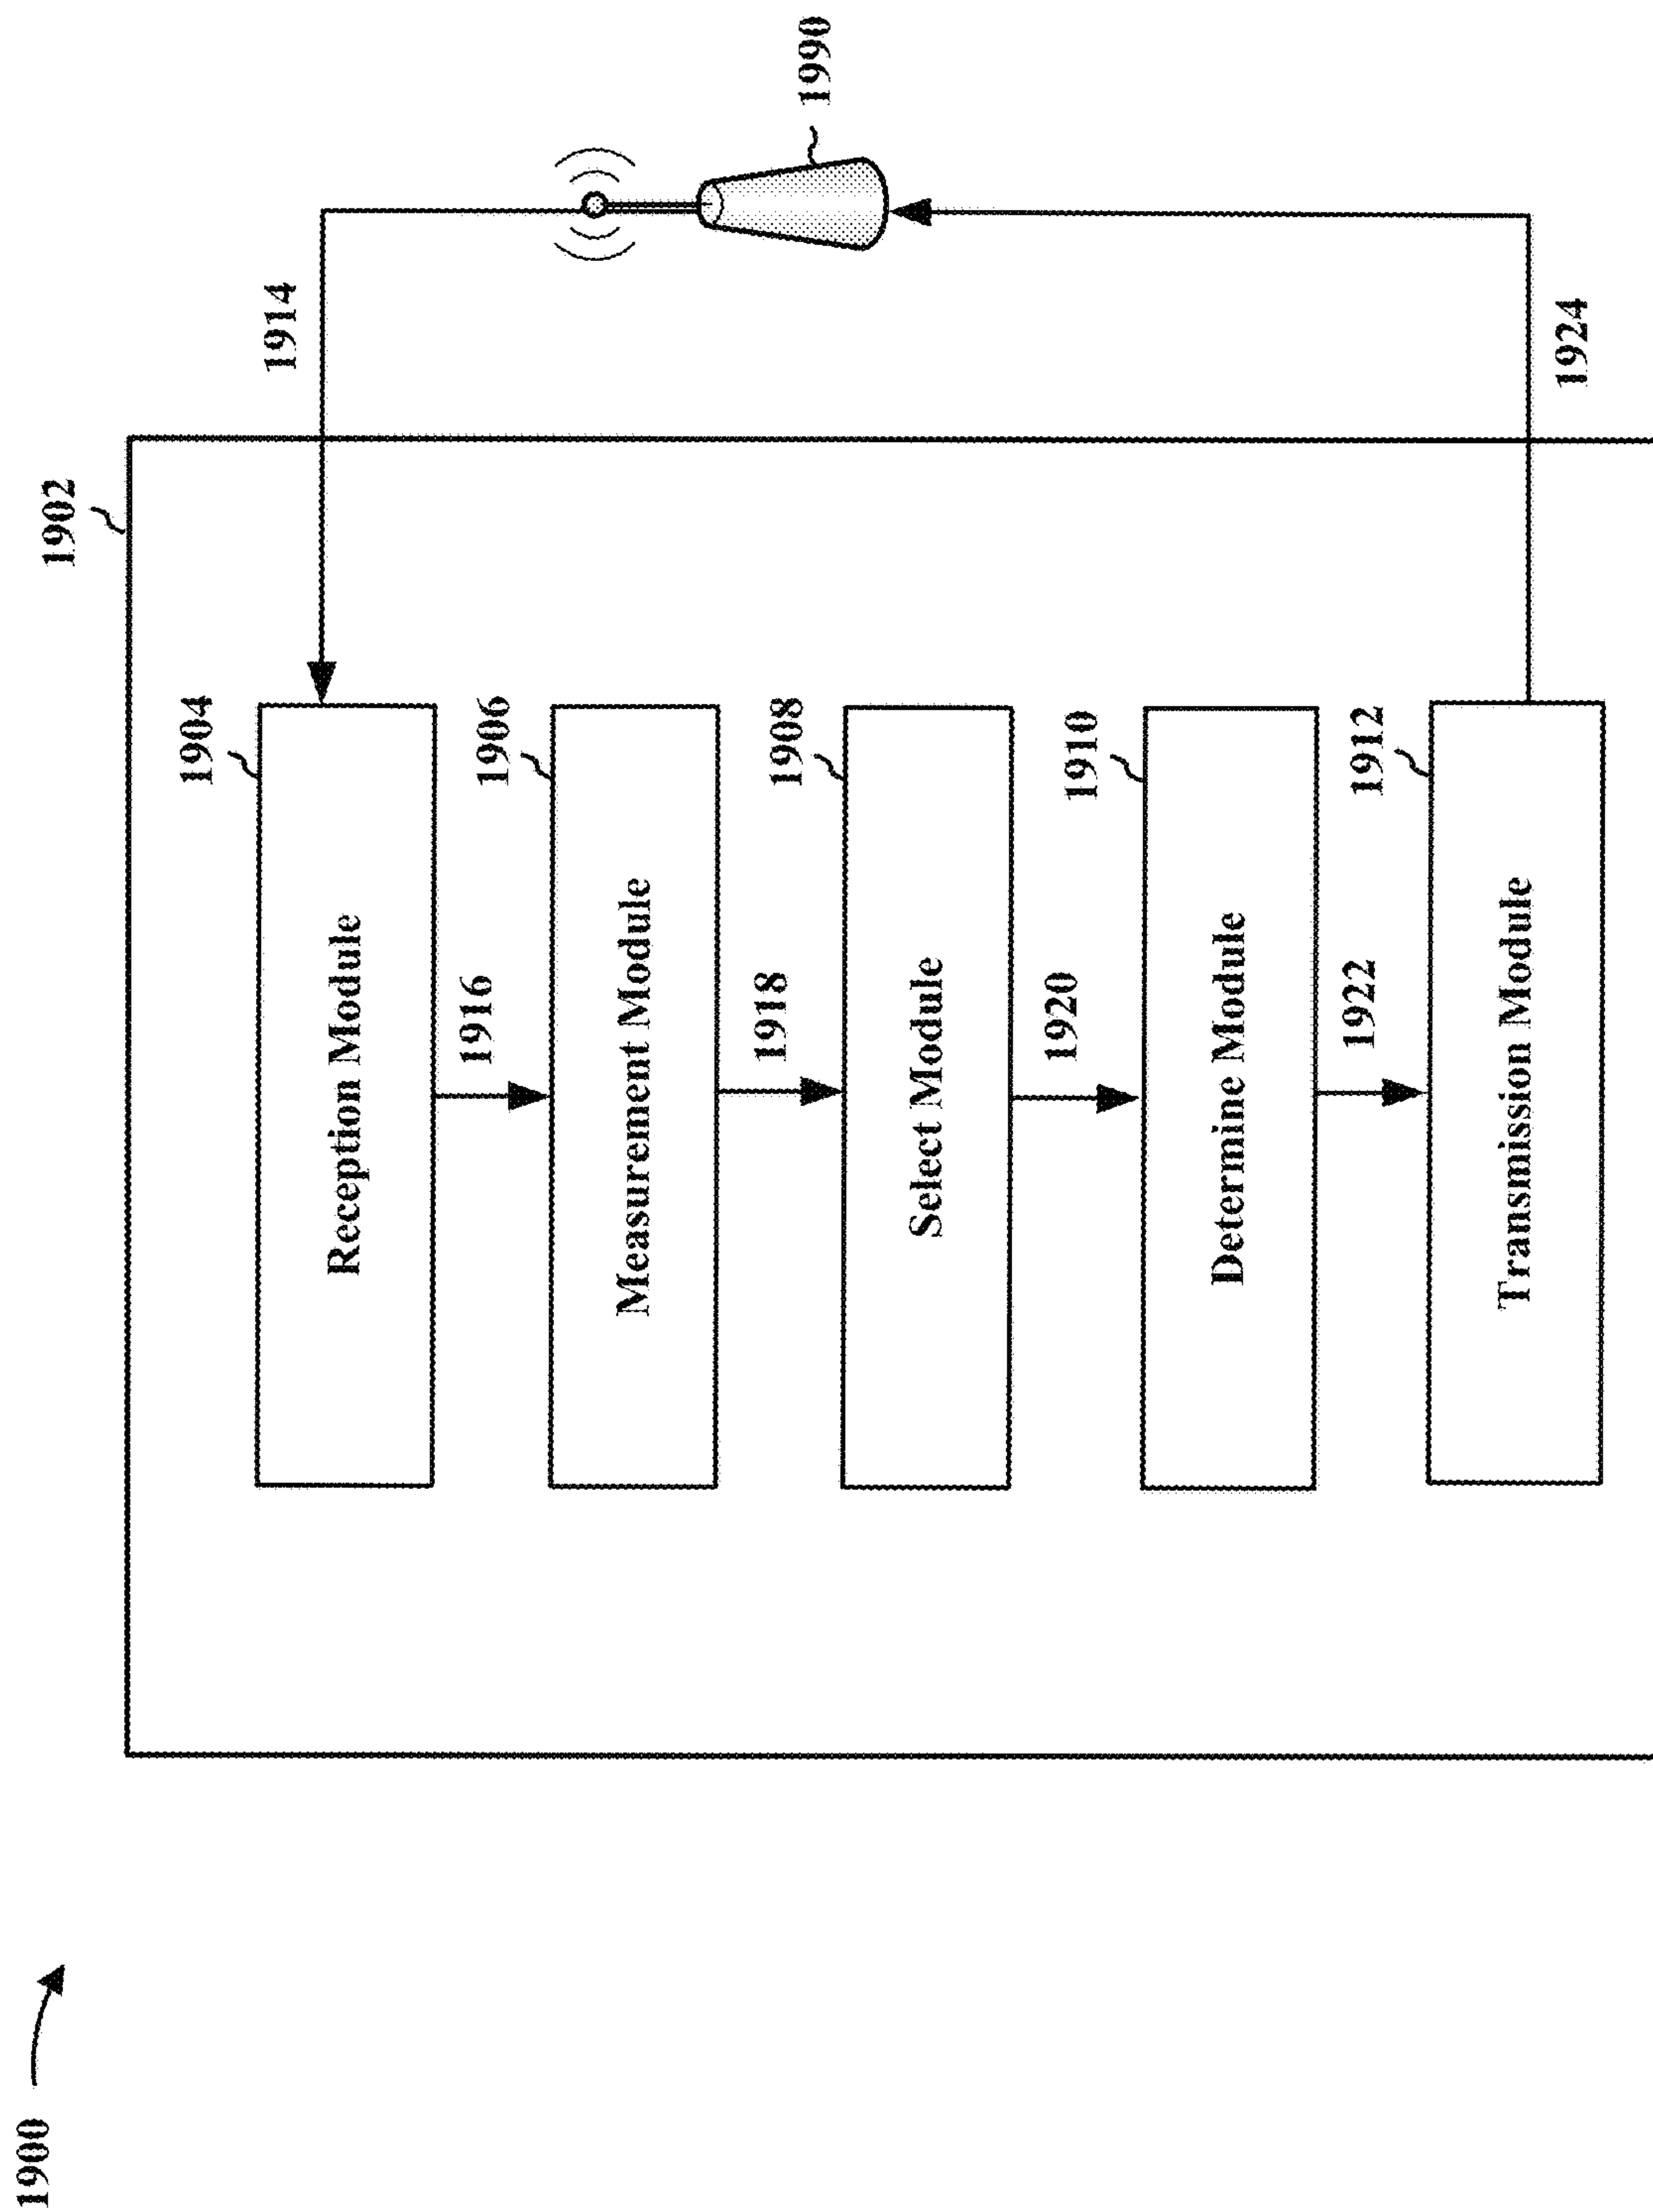 1900
1902
1904
Reception Module
1914
1916
1906
Measurement Module
1990
1918
1908
Select Module
1920
1910
Determine Module
1922
1912
Transmission Module
1924